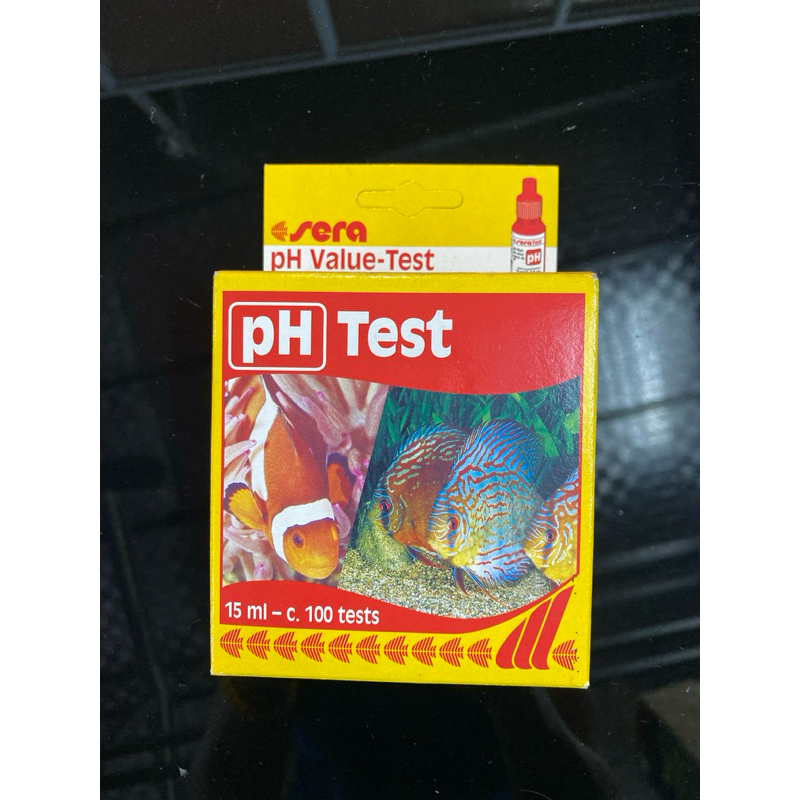 sera
pH Value-Test
pH
pH Test
15 ml – c. 100 tests